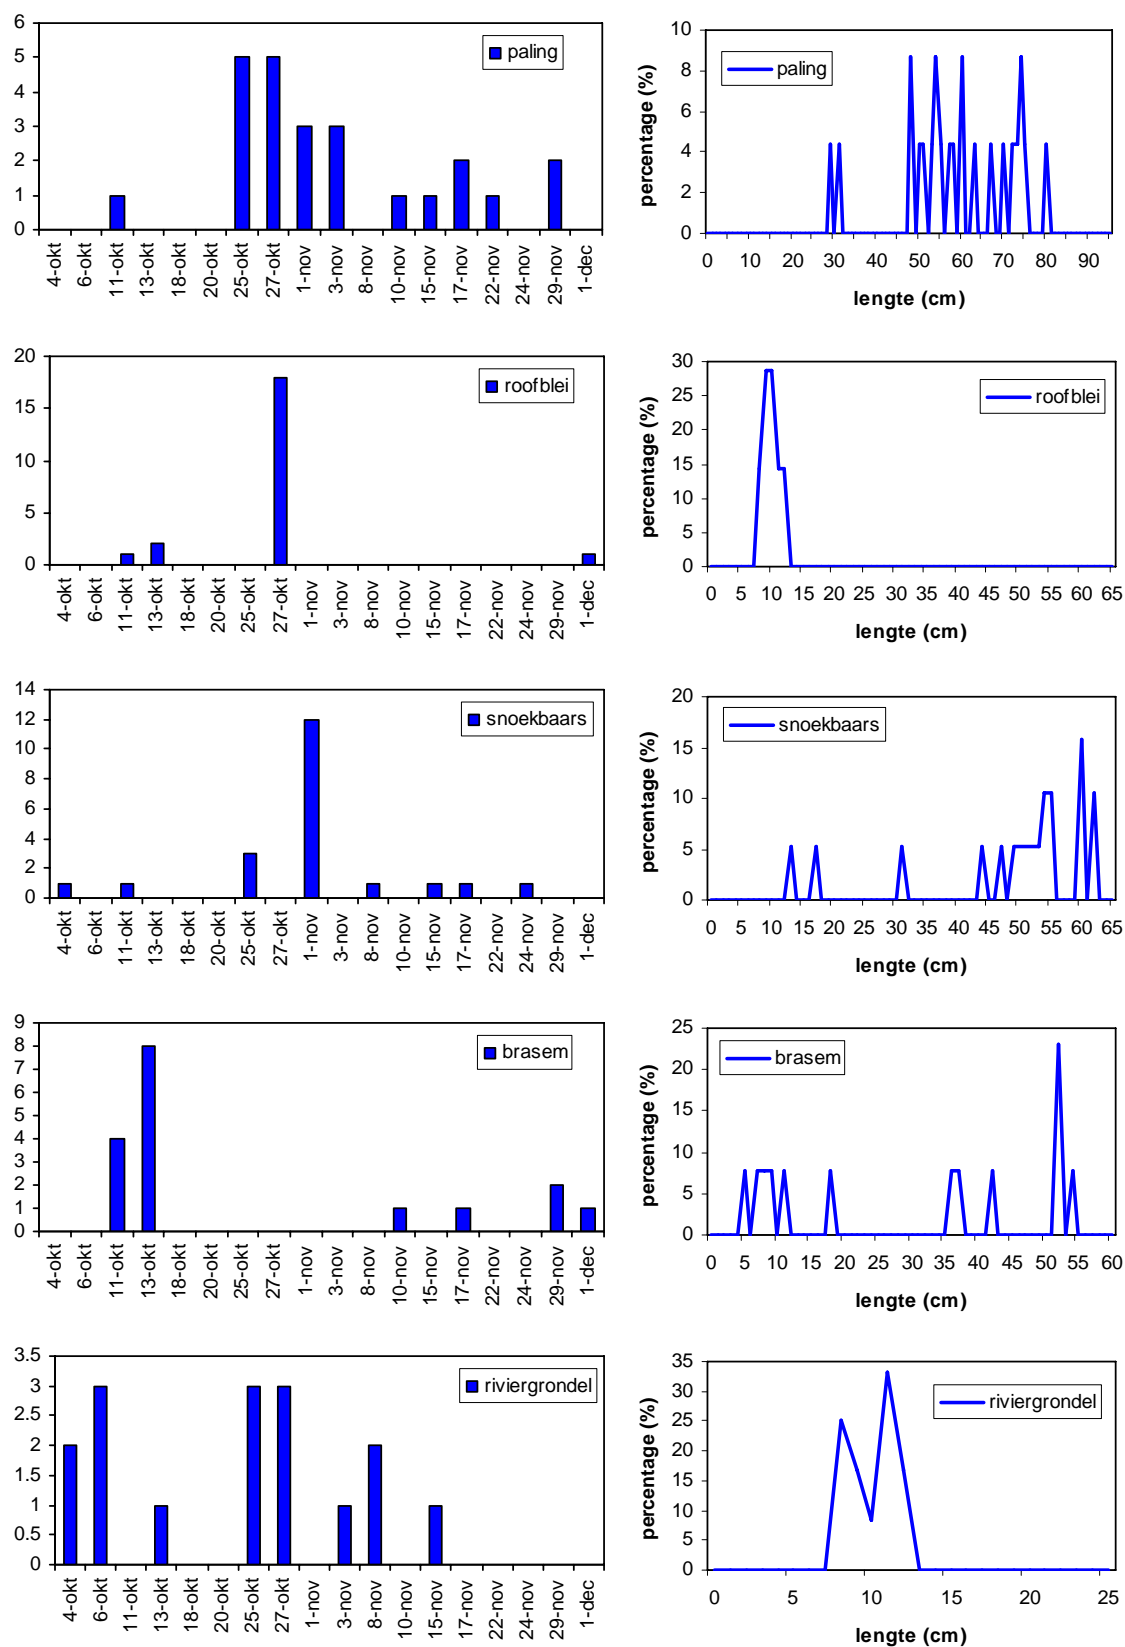 6
5
4
3
2
1
0
paling
4-okt
6-okt
11-okt
13-okt
18-okt
20-okt
25-okt
27-okt
1-nov
3-nov
8-nov
10-nov
15-nov
17-nov
22-nov
24-nov
29-nov
1-dec
percentage (%)
10
8
6
4
2
0
paling
0 10 20 30 40 50 60 70 80 90
lengte (cm)
20
15
10
5
0
roofblei
4-okt
6-okt
11-okt
13-okt
18-okt
20-okt
25-okt
27-okt
1-nov
3-nov
8-nov
10-nov
15-nov
17-nov
22-nov
24-nov
29-nov
1-dec
percentage (%)
30
25
20
15
10
5
0
roofblei
0 5 10 15 20 25 30 35 40 45 50 55 60 65
lengte (cm)
14
12
10
8
6
4
2
0
snoekbaars
4-okt
6-okt
11-okt
13-okt
18-okt
20-okt
25-okt
27-okt
1-nov
3-nov
8-nov
10-nov
15-nov
17-nov
22-nov
24-nov
29-nov
1-dec
percentage (%)
20
15
10
5
0
snoekbaars
0 5 10 15 20 25 30 35 40 45 50 55 60 65
lengte (cm)
9
8
7
6
5
4
3
2
1
0
brasem
4-okt
6-okt
11-okt
13-okt
18-okt
20-okt
25-okt
27-okt
1-nov
3-nov
8-nov
10-nov
15-nov
17-nov
22-nov
24-nov
29-nov
1-dec
percentage (%)
25
20
15
10
5
0
brasem
0 5 10 15 20 25 30 35 40 45 50 55 60
lengte (cm)
3.5
3
2.5
2
1.5
1
0.5
0
riviergrondel
4-okt
6-okt
11-okt
13-okt
18-okt
20-okt
25-okt
27-okt
1-nov
3-nov
8-nov
10-nov
15-nov
17-nov
22-nov
24-nov
29-nov
1-dec
percentage (%)
35
30
25
20
15
10
5
0
riviergrondel
0 5 10 15 20 25
lengte (cm)